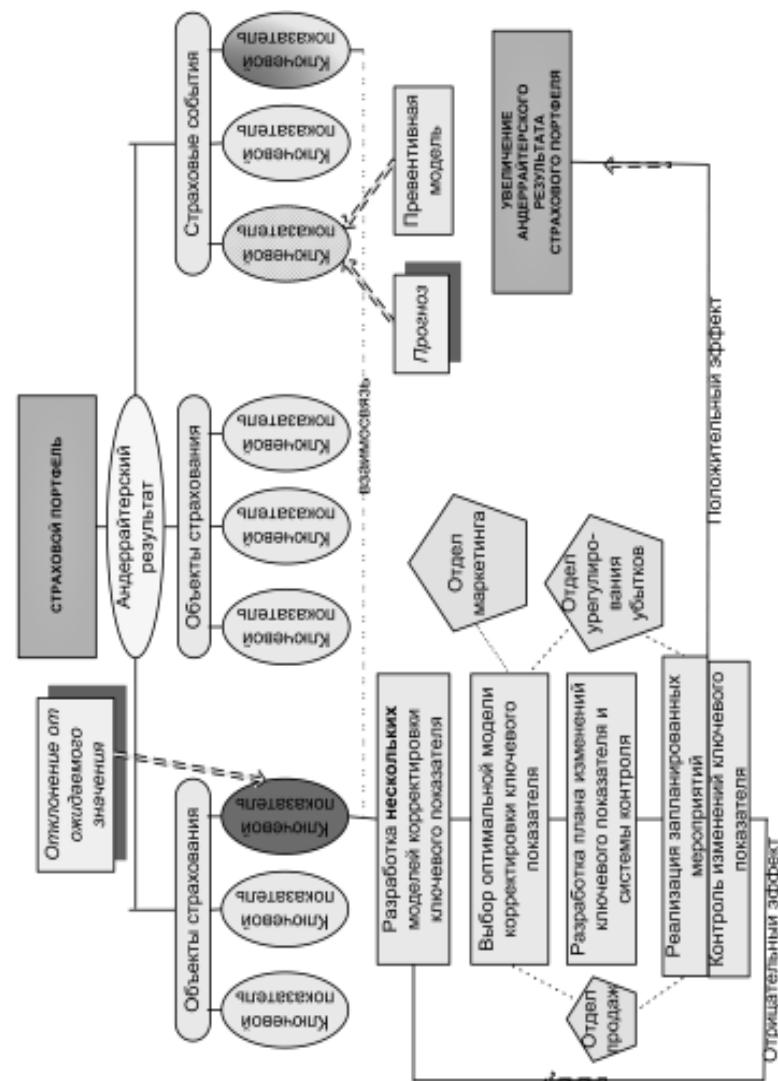 СТРАХОВОЙ ПОРТФЕЛЬ
Андеррайтерский
результат
Отклонение от
ожидаемого
значения
Объекты страхования
Объекты страхования
Страховые события
Ключевой
показатель
Ключевой
показатель
Ключевой
показатель
Ключевой
показатель
Ключевой
показатель
Ключевой
показатель
Ключевой
показатель
Ключевой
показатель
Ключевой
показатель
взаимосвязь
Прогноз
Превентивная
модель
Разработка нескольких
моделей корректировки
ключевого показателя
Отдел
маркетинга
Выбор оптимальной модели
корректировки ключевого
показателя
Отдел
урегулиро-
вания
убытков
Разработка плана изменений
ключевого показателя и
системы контроля
Отдел
продаж
Реализация запланированных
мероприятий
Контроль изменений ключевого
показателя
УВЕЛИЧЕНИЕ
АНДЕРРАЙТЕРСКОГО
РЕЗУЛЬТАТА
СТРАХОВОГО ПОРТФЕЛЯ
Положительный эффект
Отрицательный эффект